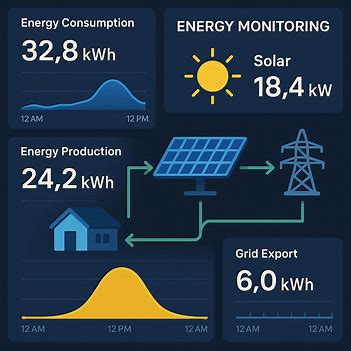 Energy Consumption
32,8 kWh
12 AM 12 PM
ENERGY MONITORING
Solar
18,4 kW
Energy Production
24,2 kWh
12 AM 12 PM 12 AM
Grid Export
6,0 kWh
12 AM 12 AM